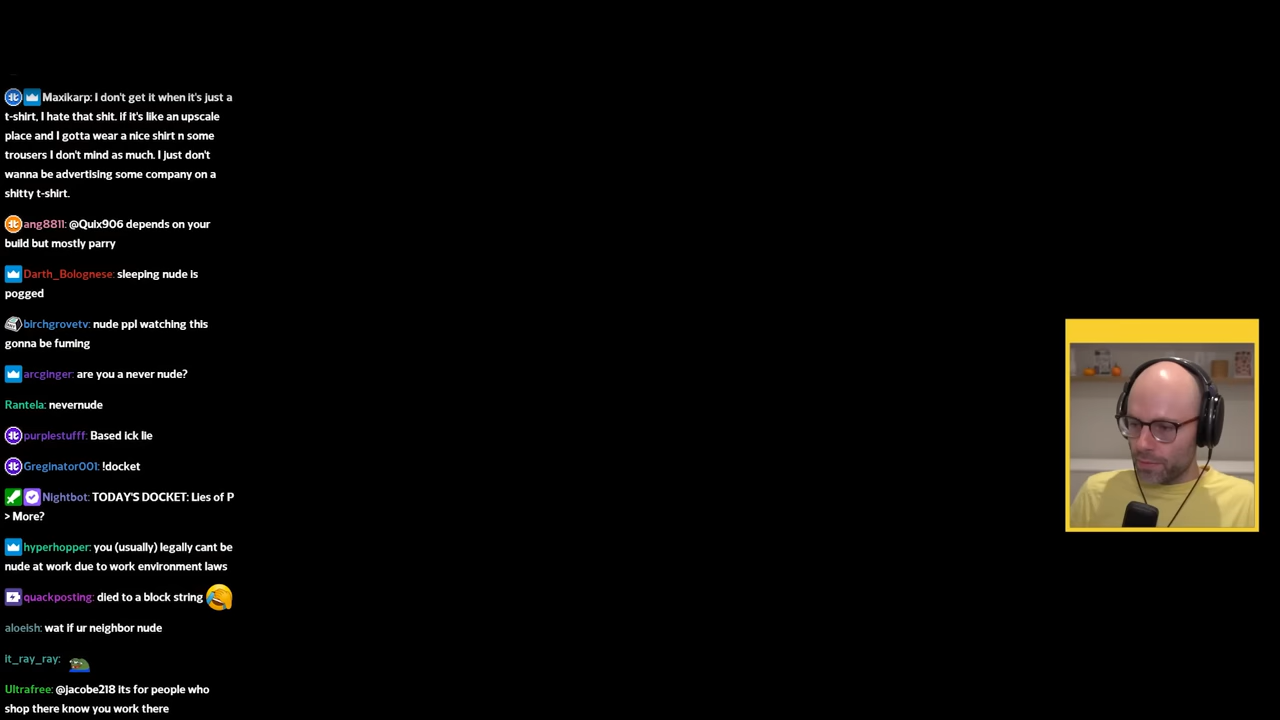 Maxikarp: I don't get it when it's just a
t-shirt, I hate that shit. if it's like an upscale
place and I gotta wear a nice shirt n some
trousers I don't mind as much. I just don't
wanna be advertising some company on a
shitty t-shirt.
ang8811: @Quix906 depends on your
build but mostly parry
Darth_Bolognese: sleeping nude is
pogged
birchgrovetv: nude ppl watching this
gonna be fuming
arcginger: are you a never nude?
Rantela: nevernude
purplestufff: Based ick lie
Greginator001: !docket
Nightbot: TODAY'S DOCKET: Lies of P
> More?
hyperhopper: you (usually) legally cant be
nude at work due to work environment laws
quackposting: died to a block string
aloeish: wat if ur neighbor nude
it_ray_ray:
Ultrafree: @jacobe218 its for people who
shop there know you work there